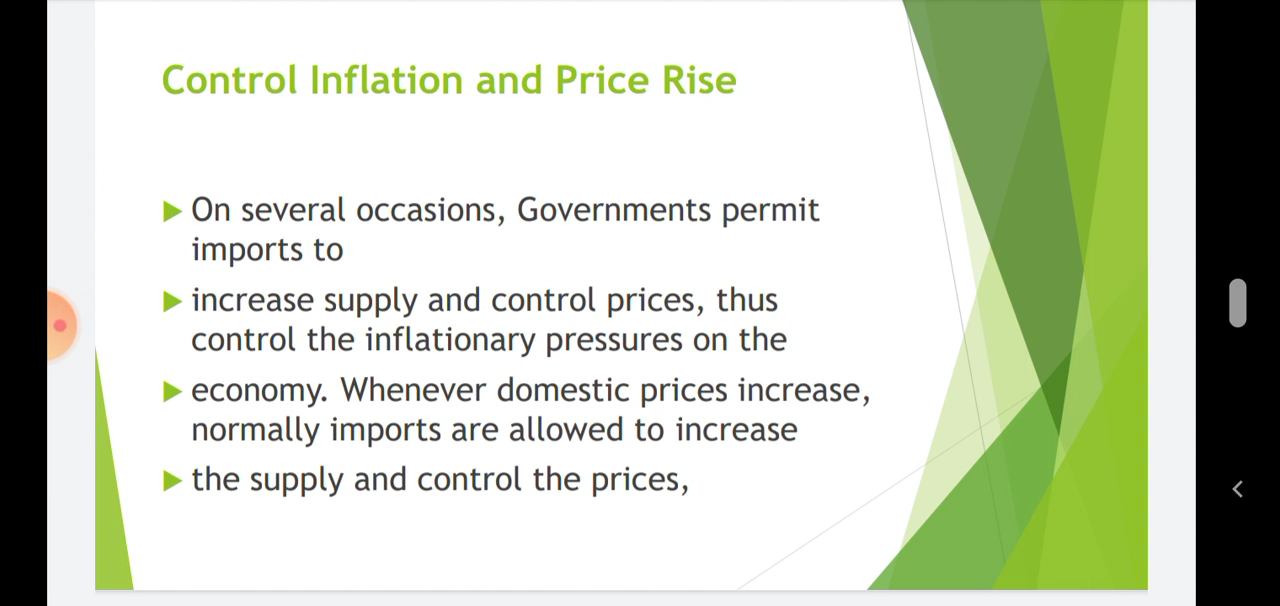 Control Inflation and Price Rise
On several occasions, Governments permit
imports to
increase supply and control prices, thus
control the inflationary pressures on the
economy. Whenever domestic prices increase,
normally imports are allowed to increase
the supply and control the prices,